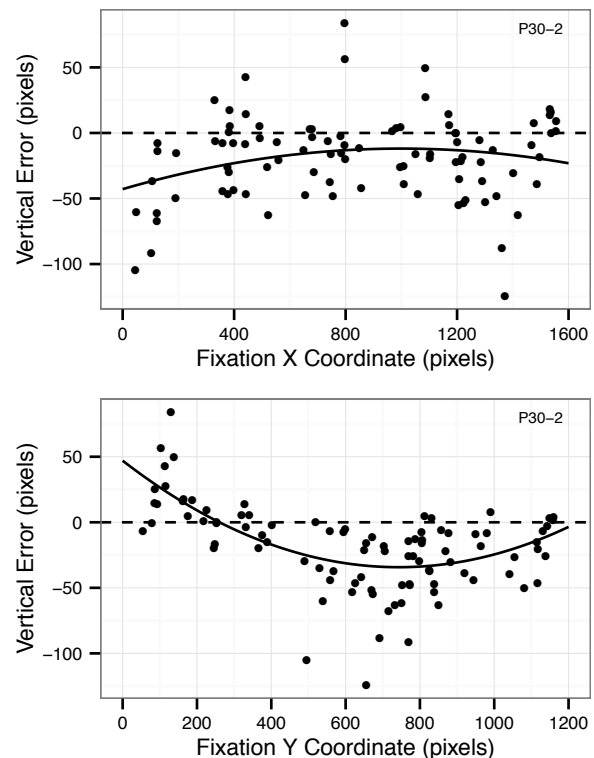 P30−2
50
0
−50
−100
Vertical Error (pixels)
0 400 800 1200 1600
Fixation X Coordinate (pixels)
P30−2
50
0
−50
−100
Vertical Error (pixels)
0 200 400 600 800 1000 1200
Fixation Y Coordinate (pixels)